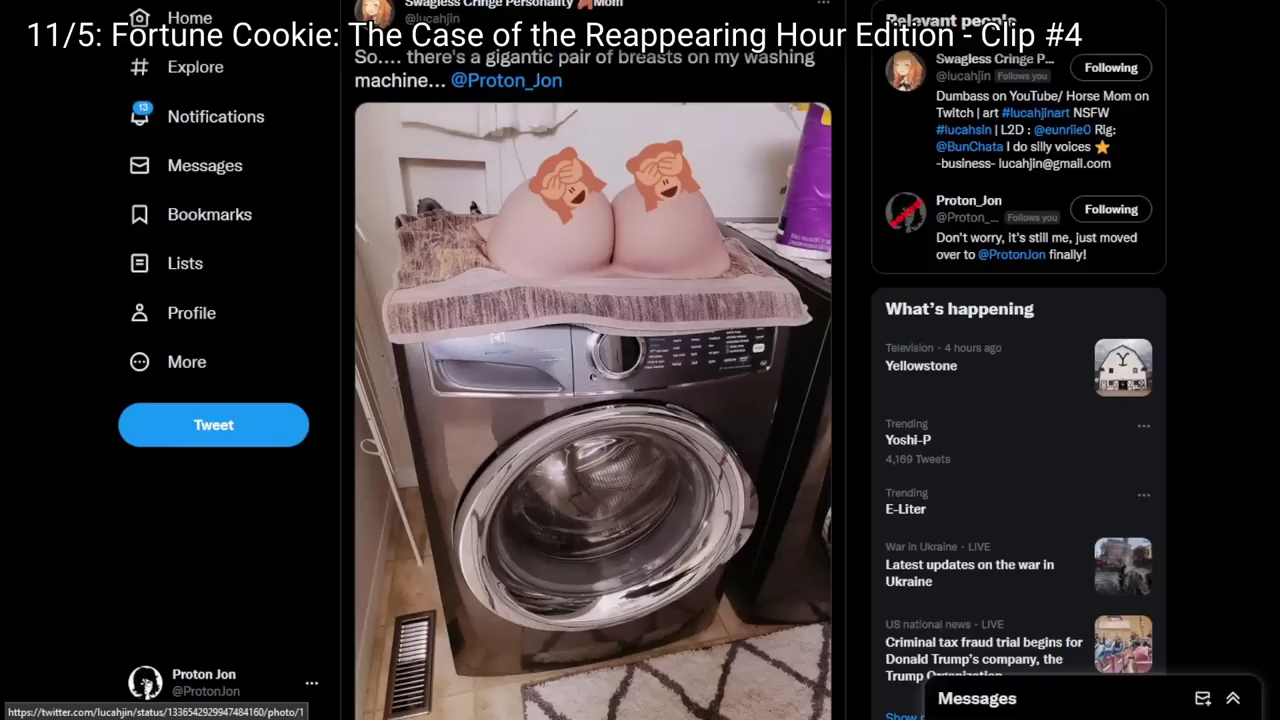 Home
Swagless Cringe Personality Mom
@lucahjin
Relevant people
11/5: Fortune Cookie: The Case of the Reappearing Hour Edition - Clip #4
Explore
13
Notifications
Messages
Bookmarks
Lists
Profile
More
Tweet
So.... there's a gigantic pair of breasts on my washing
machine... @Proton_Jon
Swagless Cringe P...
@lucahjin Follows you
Following
Dumbass on YouTube/ Horse Mom on
Twitch | art #lucahjinart NSFW
#lucahsin | L2D : @eunriie0 Rig:
@BunChata I do silly voices
-business- lucahjin@gmail.com
Proton_Jon
@Proton_... Follows you
Following
Don't worry, it's still me, just moved
over to @ProtonJon finally!
What's happening
Television · 4 hours ago
Yellowstone
Trending
Yoshi-P
4,169 Tweets
Trending
E-Liter
War in Ukraine · LIVE
Latest updates on the war in
Ukraine
US national news · LIVE
Criminal tax fraud trial begins for
Donald Trump's company, the
Trump Organization
Messages
Proton Jon
@ProtonJon
https://twitter.com/lucahjin/status/1336542929947484160/photo/1